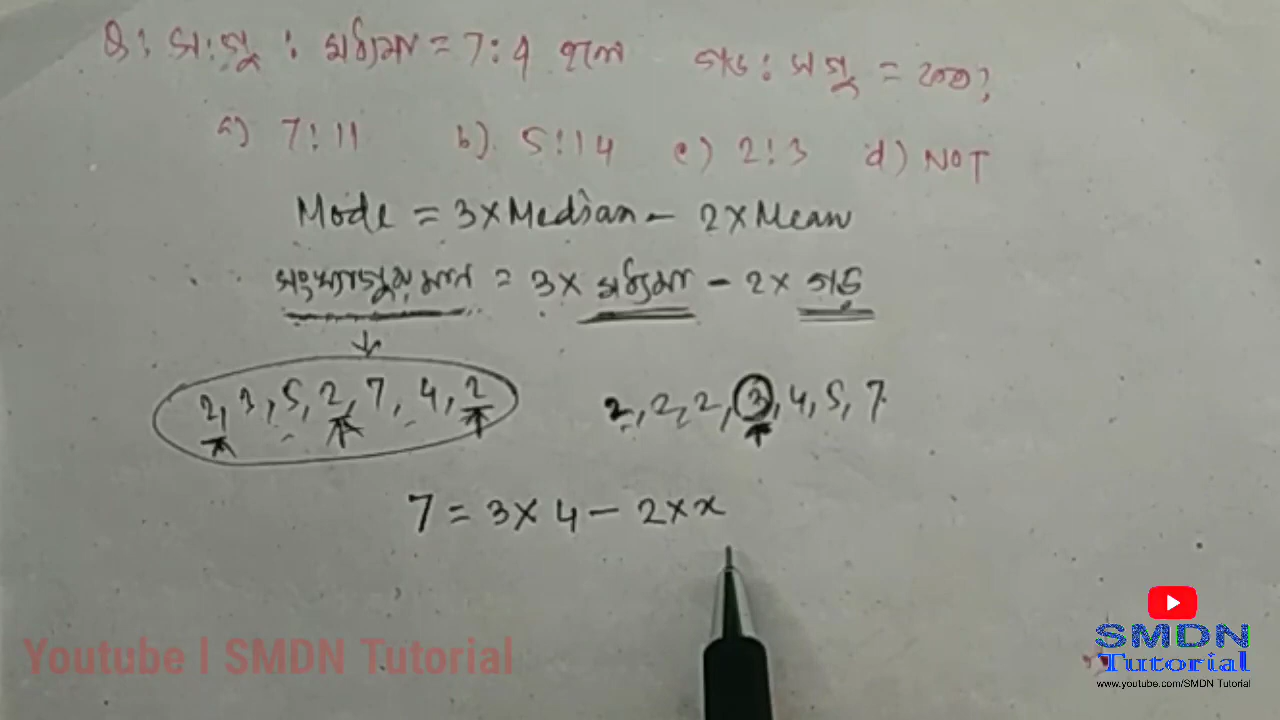 Q: সং.গু : মধ্যমা = 7:4 হলে গড় : সংগু = কত?
a) 7:11 b) 5:14 c) 2:3 d) NOT
Mode = 3×Median - 2×Mean
সংখ্যাগুরু মান = 3× মধ্যমা - 2× গড়
2, 3, 5, 2, 7, 4, 2 2, 2, 2, 3, 4, 5, 7
7 = 3× 4 - 2×x
Youtube I SMDN Tutorial
SMDN
Tutorial
www.youtube.com/SMDN Tutorial